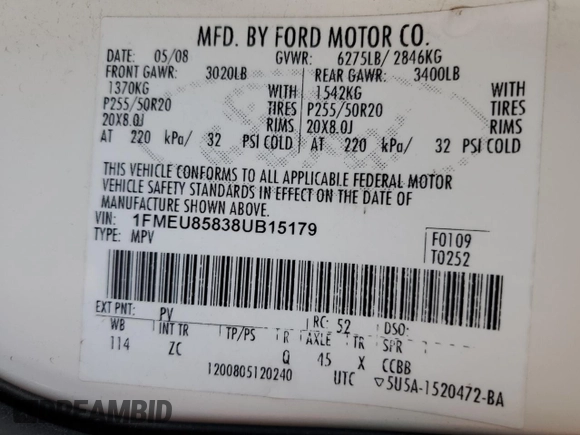 MFD. BY FORD MOTOR CO.
DATE: 05/08 GVWR: 6275LB/ 2846KG
FRONT GAWR: 3020LB REAR GAWR: 3400LB
1370KG WITH 1542KG WITH
P255/50R20 TIRES P255/50R20 TIRES
20X8.0J RIMS 20X8.0J RIMS
AT 220 kPa/ 32 PSI COLD AT 220 kPa/ 32 PSI COLD
THIS VEHICLE CONFORMS TO ALL APPLICABLE FEDERAL MOTOR
VEHICLE SAFETY STANDARDS IN EFFECT ON THE DATE OF
MANUFACTURE SHOWN ABOVE.
VIN: 1FMEU85838UB15179
TYPE: MPV
F0109
T0252
EXT PNT: PV RC: 52 DSO:
WB INT TR TP/PS R AXLE TR SPR
114 ZC Q 45 X CCBB
1200805120240 UTC ▽5U5A-1520472-BA
DREAMBID